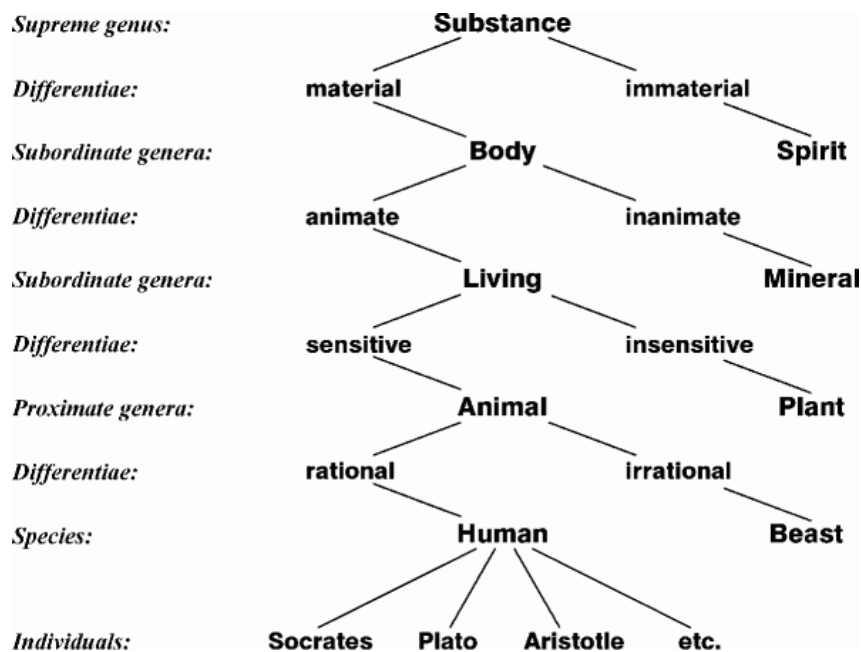 Supreme genus: Substance
Differentiae: material immaterial
Subordinate genera: Body Spirit
Differentiae: animate inanimate
Subordinate genera: Living Mineral
Differentiae: sensitive insensitive
Proximate genera: Animal Plant
Differentiae: rational irrational
Species: Human Beast
Individuals: Socrates Plato Aristotle etc.